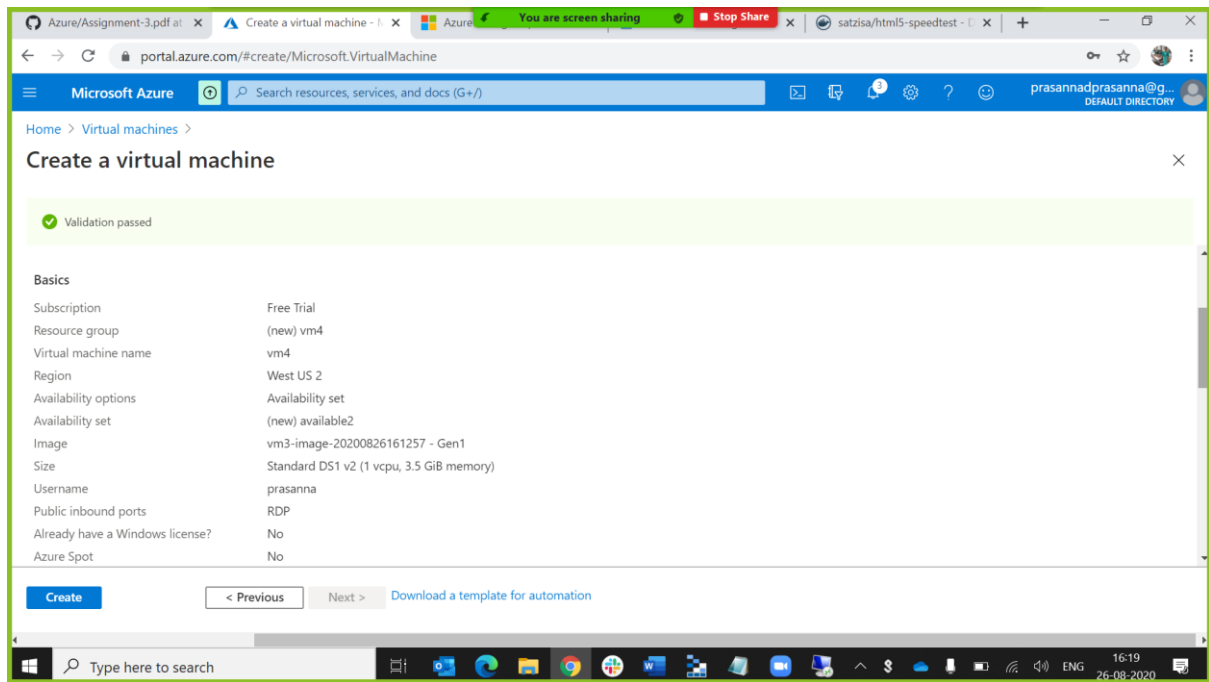 Azure/Assignment-3.pdf at
Create a virtual machine - M
Azure
You are screen sharing
Stop Share
satzisa/html5-speedtest - D
portal.azure.com/#create/Microsoft.VirtualMachine
Microsoft Azure
Search resources, services, and docs (G+/)
3
prasannadprasanna@g...
DEFAULT DIRECTORY
Home > Virtual machines >
Create a virtual machine
Validation passed
Basics
Subscription Free Trial
Resource group (new) vm4
Virtual machine name vm4
Region West US 2
Availability options Availability set
Availability set (new) available2
Image vm3-image-20200826161257 - Gen1
Size Standard DS1 v2 (1 vcpu, 3.5 GiB memory)
Username prasanna
Public inbound ports RDP
Already have a Windows license? No
Azure Spot No
Create < Previous Next > Download a template for automation
Type here to search
ENG
16:19
26-08-2020